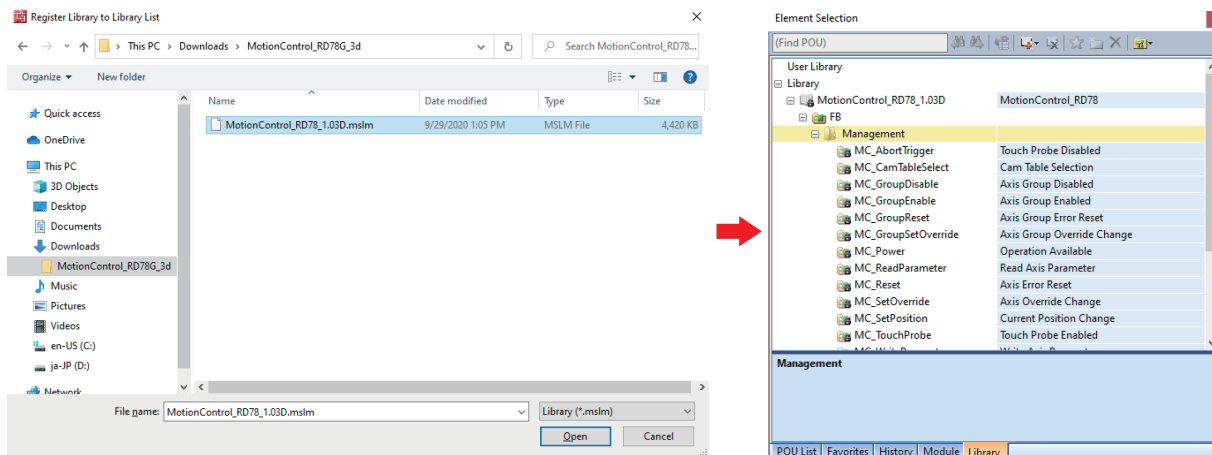 Register Library to Library List
This PC > Downloads > MotionControl_RD78G_3d
Search MotionControl_RD78...
Organize
New folder
Quick access
OneDrive
This PC
3D Objects
Desktop
Documents
Downloads
MotionControl_RD78G_3d
Music
Pictures
Videos
en-US (C:)
ja-JP (D:)
Network
Name Date modified Type Size
MotionControl_RD78_1.03D.mslm 9/29/2020 1:05 PM MSLM File 4,420 KB
File name: MotionControl_RD78_1.03D.mslm Library (*.mslm)
Open Cancel
Element Selection
(Find POU)
User Library
Library
MotionControl_RD78_1.03D MotionControl_RD78
FB
Management
MC_AbortTrigger Touch Probe Disabled
MC_CamTableSelect Cam Table Selection
MC_GroupDisable Axis Group Disabled
MC_GroupEnable Axis Group Enabled
MC_GroupReset Axis Group Error Reset
MC_GroupSetOverride Axis Group Override Change
MC_Power Operation Available
MC_ReadParameter Read Axis Parameter
MC_Reset Axis Error Reset
MC_SetOverride Axis Override Change
MC_SetPosition Current Position Change
MC_TouchProbe Touch Probe Enabled
Management
POU List Favorites History Module Library